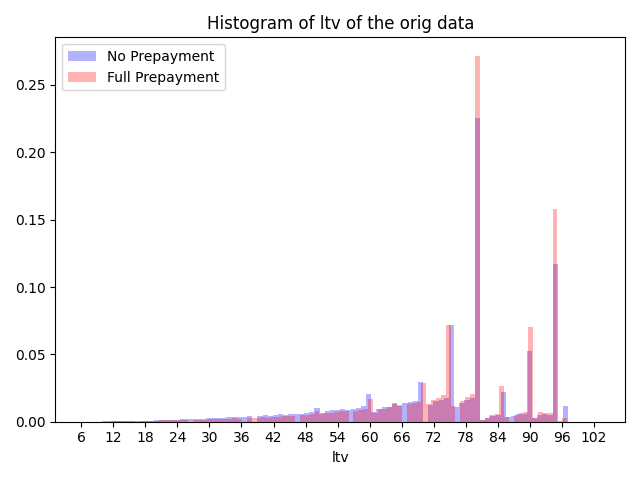 Histogram of ltv of the orig data
No Prepayment
Full Prepayment
0.25
0.20
0.15
0.10
0.05
0.00
6 12 18 24 30 36 42 48 54 60 66 72 78 84 90 96 102
ltv